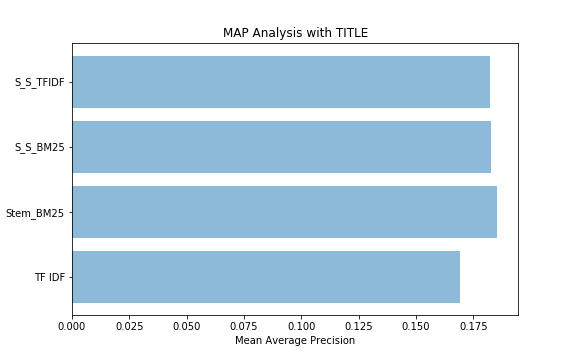 MAP Analysis with TITLE
S_S_TFIDF
S_S_BM25
Stem_BM25
TF IDF
0.000 0.025 0.050 0.075 0.100 0.125 0.150 0.175
Mean Average Precision